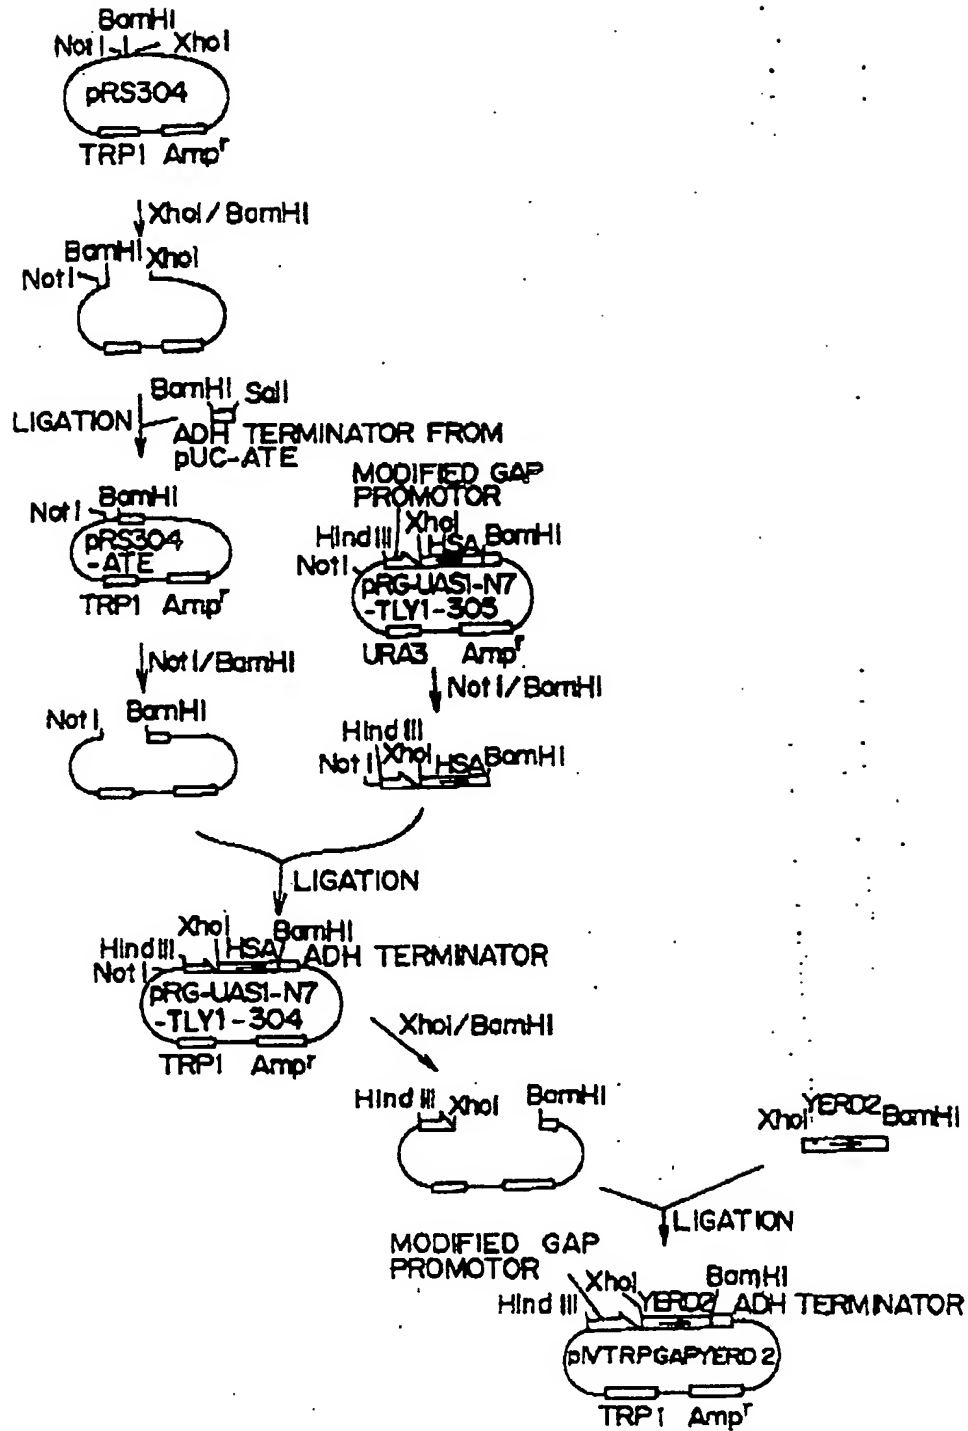 BamHI
NotI XhoI
pRS304
TRP1 Ampr
XhoI/BamHI
BamHI XhoI
NotI
BamHI SalI
LIGATION
ADH TERMINATOR FROM
pUC-ATE
MODIFIED GAP
PROMOTOR
BamHI
NotI
pRS304
-ATE
TRP1 Ampr
XhoI
HindIII HSA BamHI
NotI
pRG-UAS1-N7
-TLY1-305
URA3 Ampr
NotI/BamHI
NotI/BamHI
NotI BamHI
HindIII
NotI XhoI HSA BamHI
LIGATION
XhoI BamHI
HindIII HSA ADH TERMINATOR
NotI
pRG-UAS1-N7
-TLY1-304
TRP1 Ampr
XhoI/BamHI
HindIII XhoI BamHI
XhoI YERD2 BamHI
LIGATION
MODIFIED GAP
PROMOTOR
XhoI BamHI
HindIII YERD2 ADH TERMINATOR
pIVTRPGAPYERD2
TRP1 Ampr